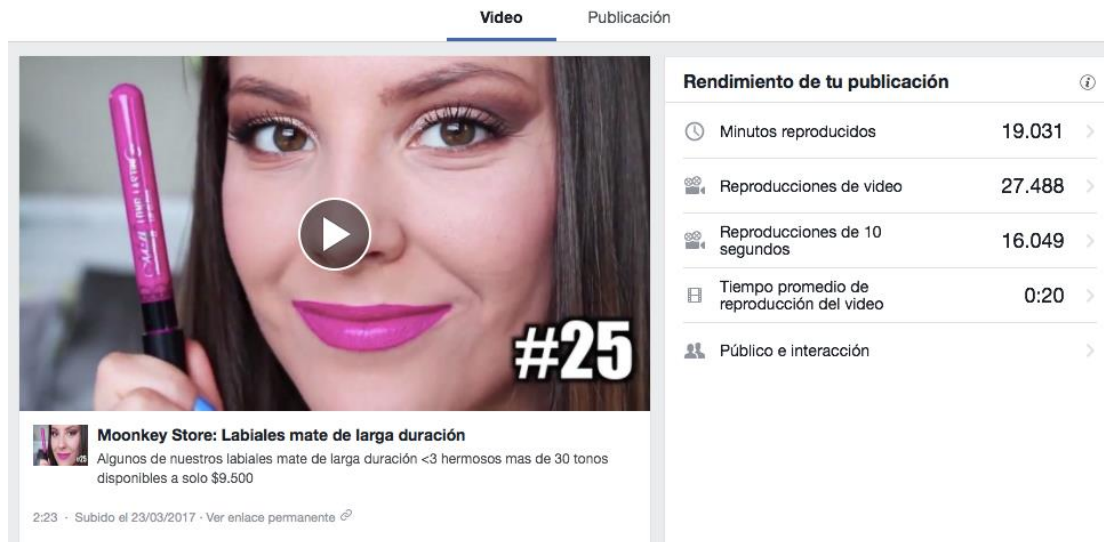 Video
Publicación
LONG LASTING
#25
Moonkey Store: Labiales mate de larga duración
Algunos de nuestros labiales mate de larga duración <3 hermosos mas de 30 tonos
disponibles a solo $9.500
2:23 · Subido el 23/03/2017 · Ver enlace permanente
Rendimiento de tu publicación
Minutos reproducidos 19.031
Reproducciones de video 27.488
Reproducciones de 10
segundos 16.049
Tiempo promedio de
reproducción del video 0:20
Público e interacción